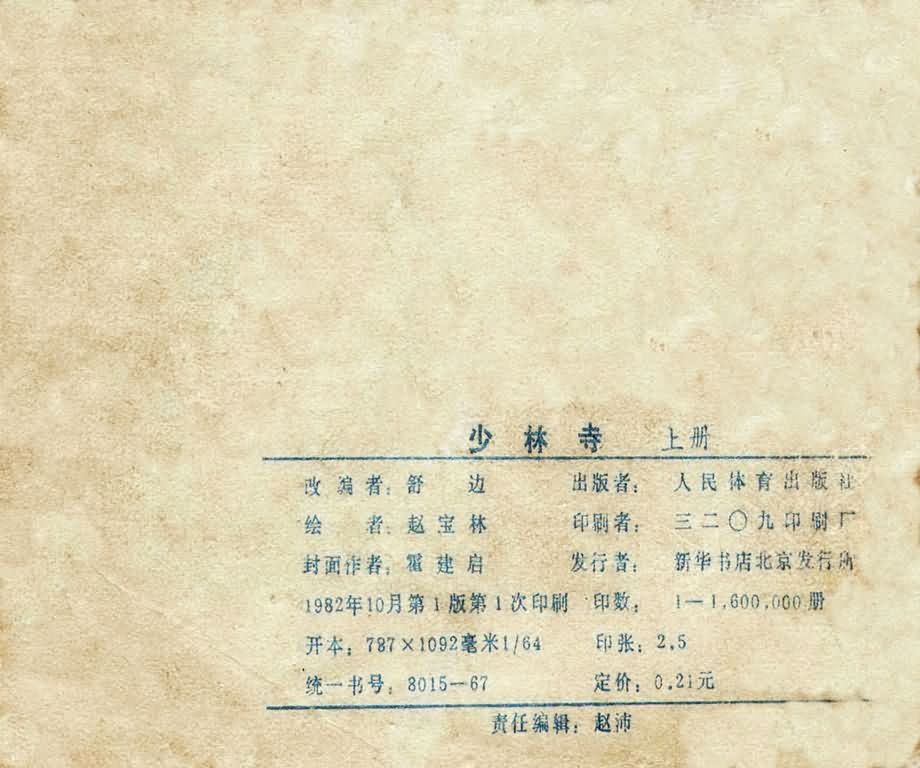 少林寺 上册
改编者：舒 边 出版者：人民体育出版社
绘 者：赵宝林 印刷者：三二〇九印刷厂
封面作者：霍建启 发行者：新华书店北京发行所
1982年10月第1版第1次印刷 印数：1—1,600,000册
开本：787×1092毫米1/64 印张：2.5
统一书号：8015—67 定价：0.21元
责任编辑：赵沛